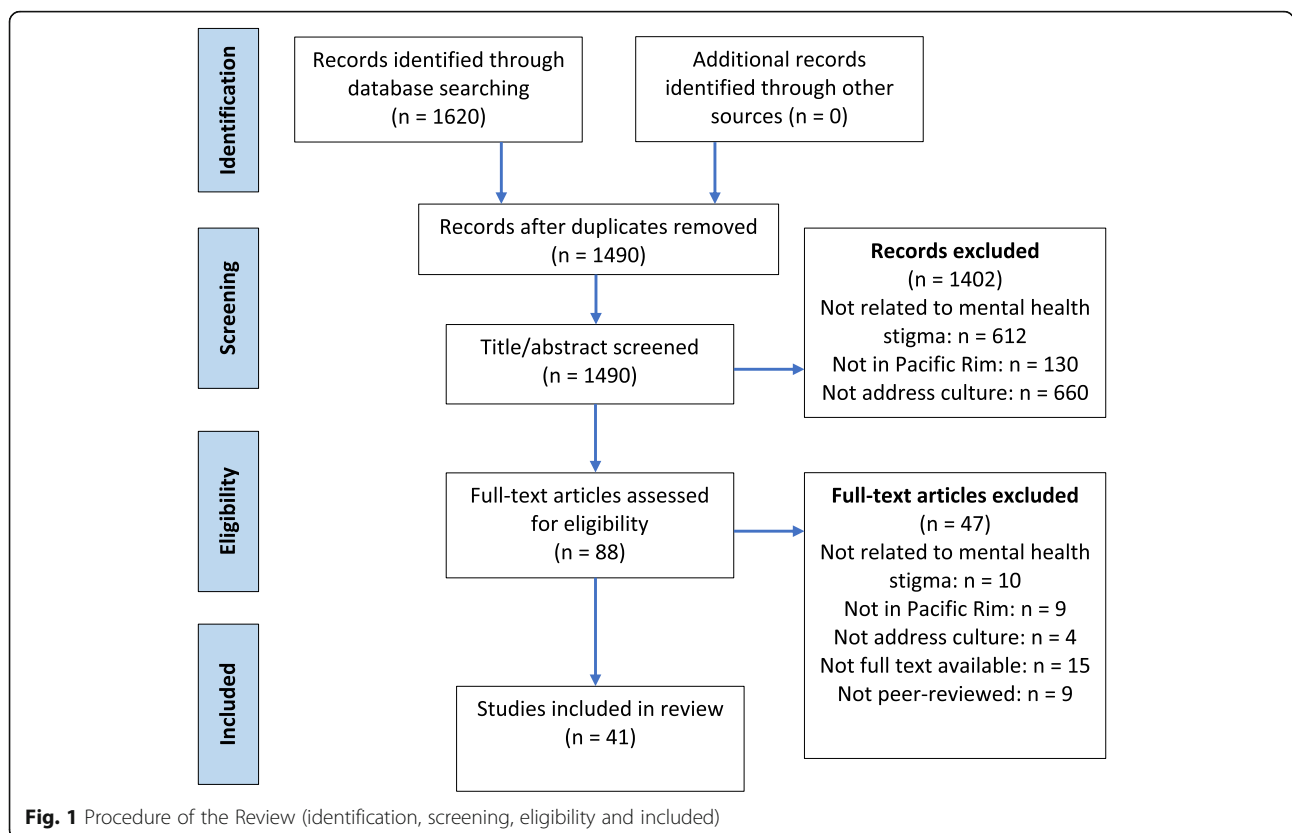 Identification
Records identified through
database searching
(n = 1620)
Additional records
identified through other
sources (n = 0)
Records after duplicates removed
(n = 1490)
Screening
Title/abstract screened
(n = 1490)
Records excluded
(n = 1402)
Not related to mental health
stigma: n = 612
Not in Pacific Rim: n = 130
Not address culture: n = 660
Eligibility
Full-text articles assessed
for eligibility
(n = 88)
Full-text articles excluded
(n = 47)
Not related to mental health
stigma: n = 10
Not in Pacific Rim: n = 9
Not address culture: n = 4
Not full text available: n = 15
Not peer-reviewed: n = 9
Included
Studies included in review
(n = 41)
Fig. 1 Procedure of the Review (identification, screening, eligibility and included)